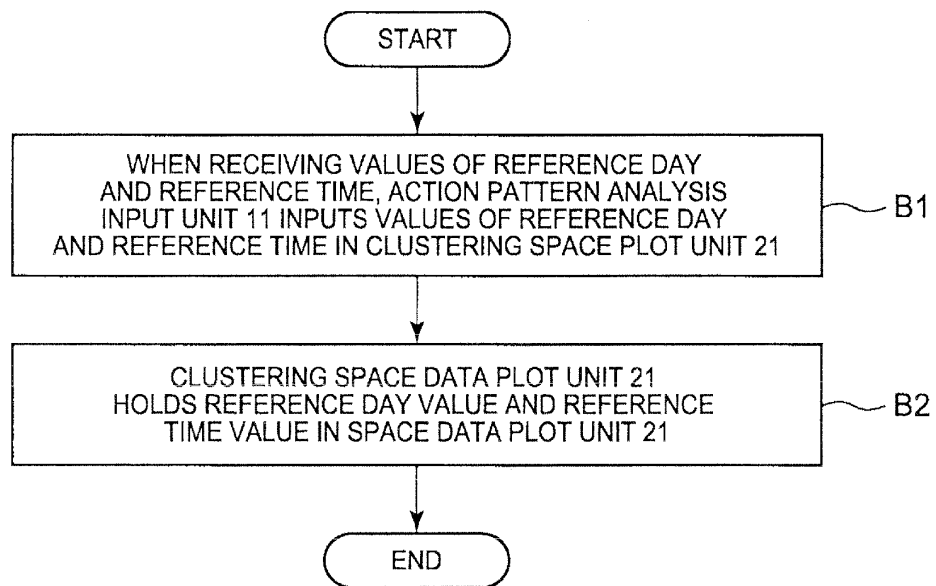 START
WHEN RECEIVING VALUES OF REFERENCE DAY
AND REFERENCE TIME, ACTION PATTERN ANALYSIS
INPUT UNIT 11 INPUTS VALUES OF REFERENCE DAY
AND REFERENCE TIME IN CLUSTERING SPACE PLOT UNIT 21
B1
CLUSTERING SPACE DATA PLOT UNIT 21
HOLDS REFERENCE DAY VALUE AND REFERENCE
TIME VALUE IN SPACE DATA PLOT UNIT 21
B2
END